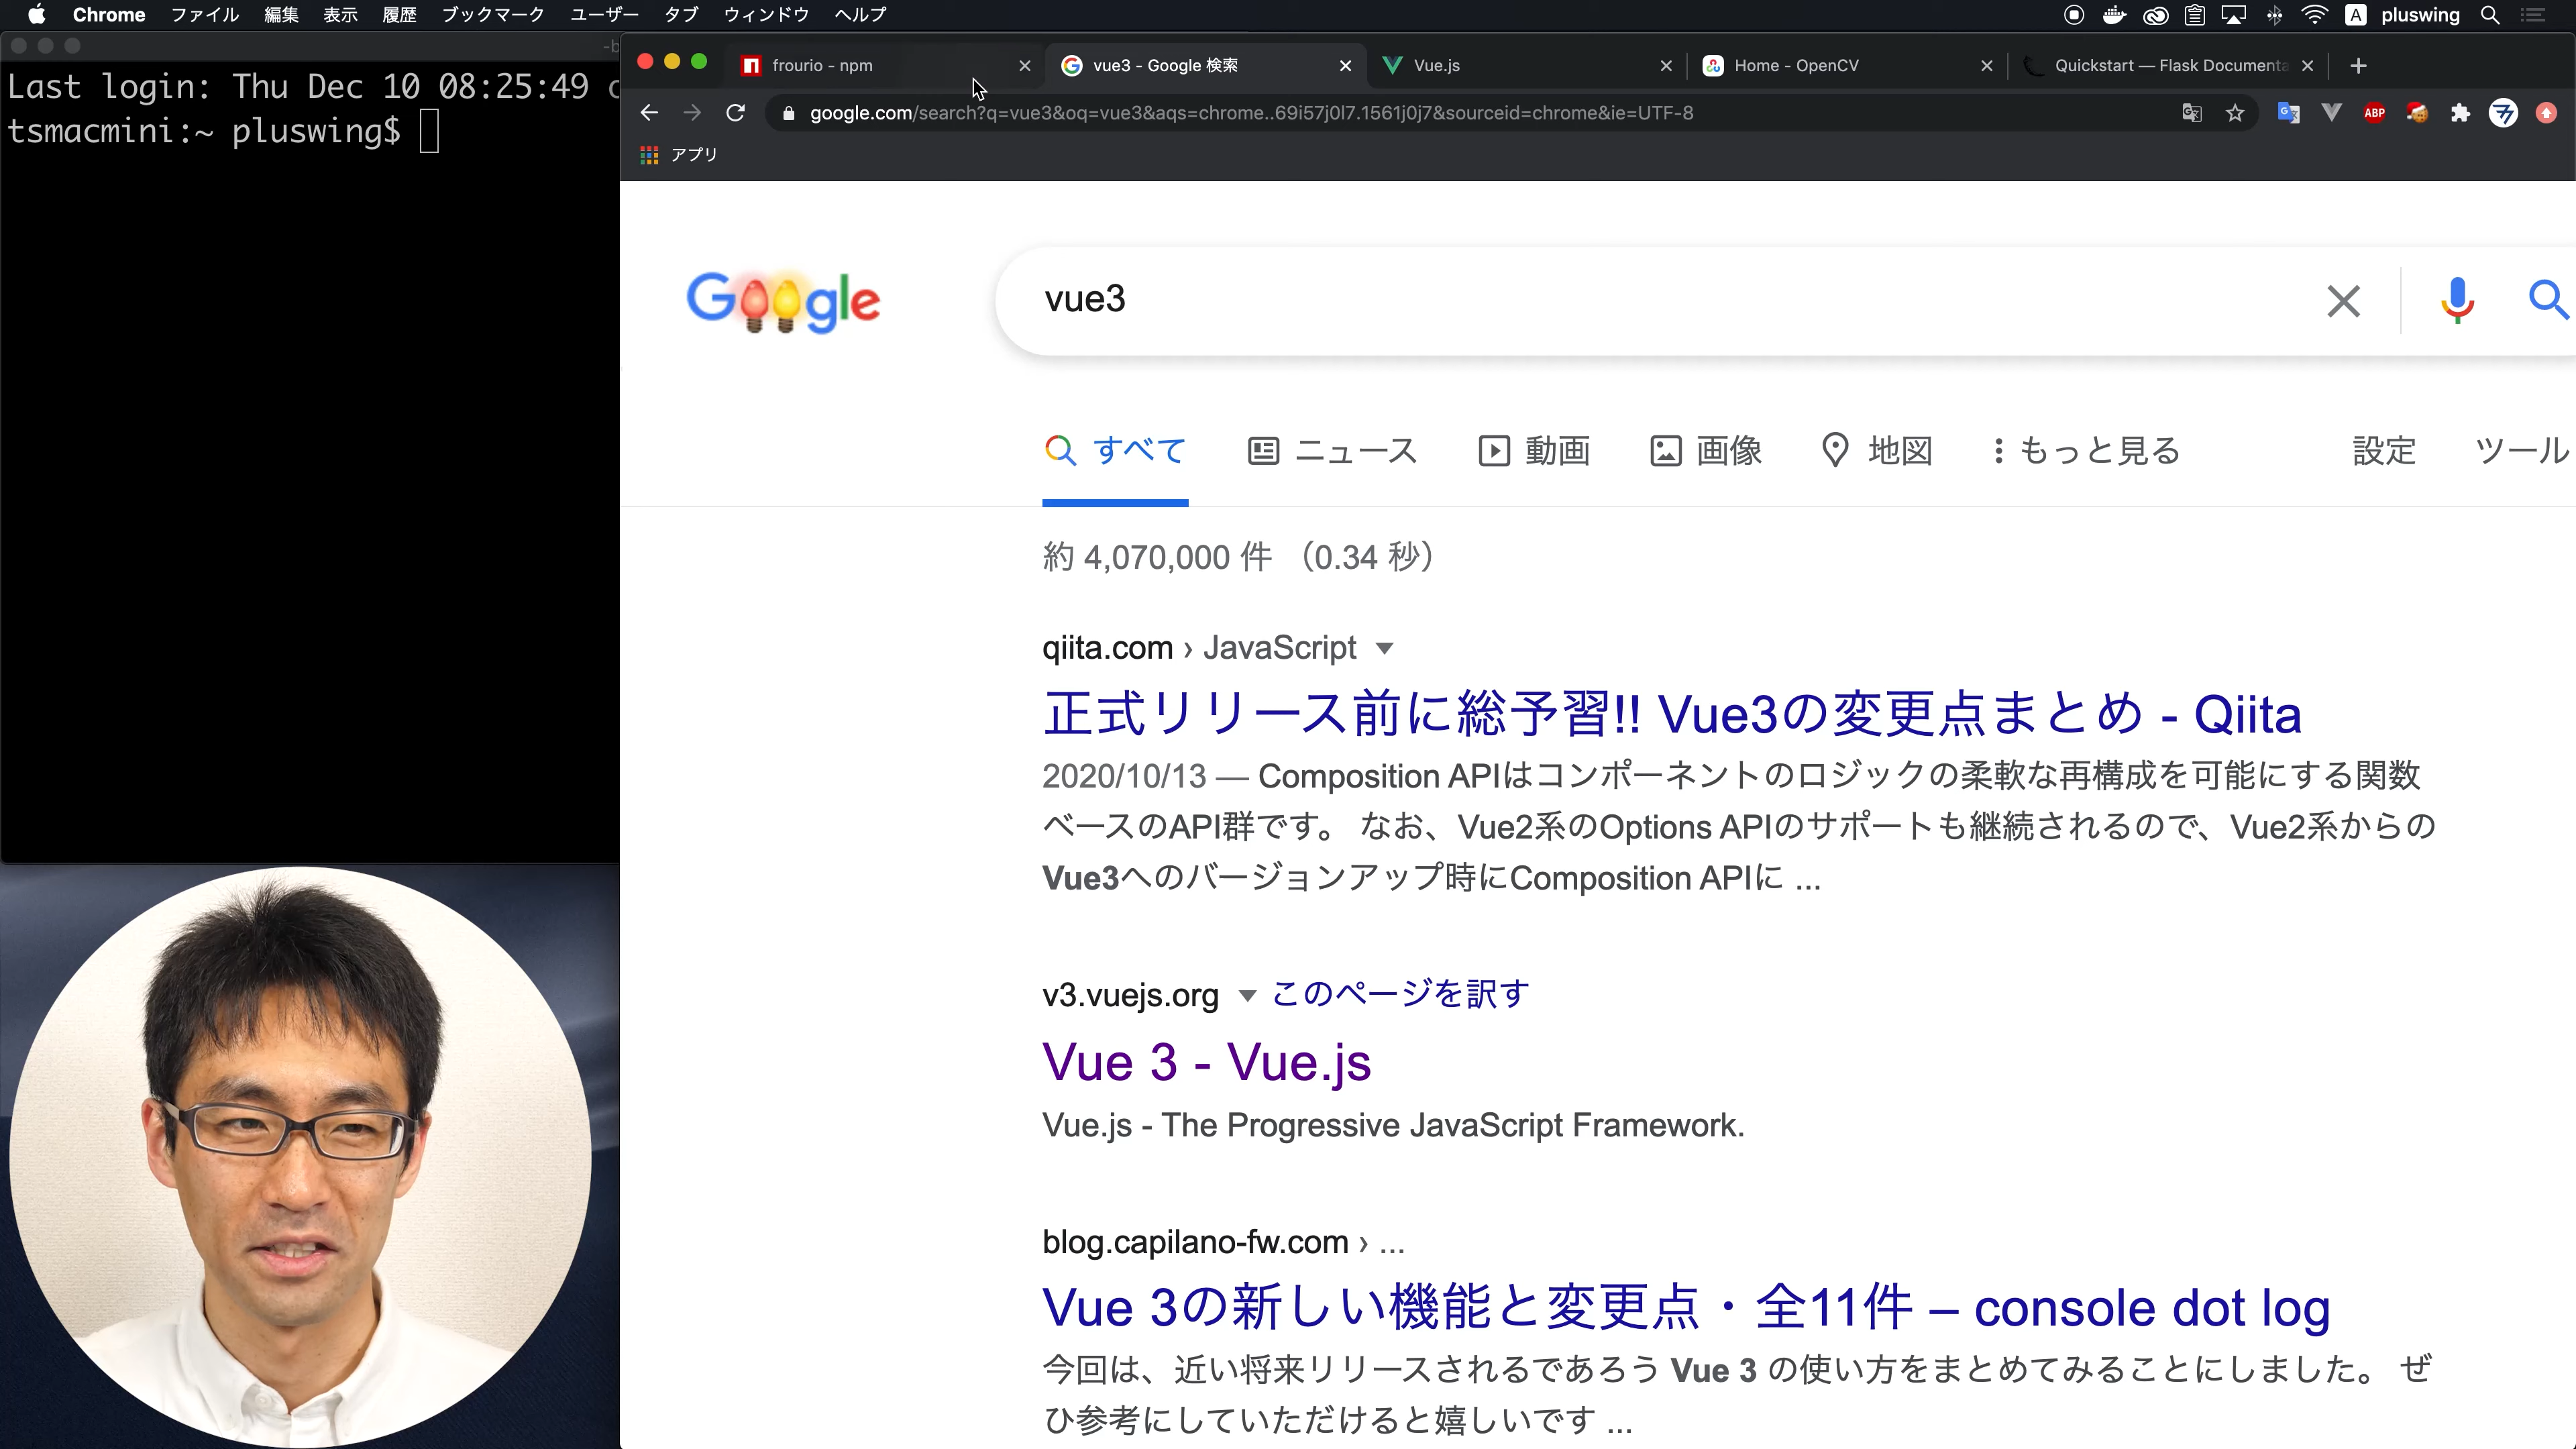 Chrome ファイル 編集 表示 履歴 ブックマーク ユーザー タブ ウィンドウ ヘルプ
A pluswing
-b
Last login: Thu Dec 10 08:25:49
tsmacmini:~ pluswing$
frourio - npm
vue3 - Google 検索
Vue.js
Home - OpenCV
Quickstart — Flask Documenta
google.com/search?q=vue3&oq=vue3&aqs=chrome..69i57j0l7.1561j0j7&sourceid=chrome&ie=UTF-8
ABP
アプリ
Google
vue3
すべて ニュース 動画 画像 地図 もっと見る 設定 ツール
約 4,070,000 件 （0.34 秒）
qiita.com › JavaScript
正式リリース前に総予習!! Vue3の変更点まとめ - Qiita
2020/10/13 — Composition APIはコンポーネントのロジックの柔軟な再構成を可能にする関数
ベースのAPI群です。 なお、Vue2系のOptions APIのサポートも継続されるので、Vue2系からの
Vue3へのバージョンアップ時にComposition APIに ...
v3.vuejs.org このページを訳す
Vue 3 - Vue.js
Vue.js - The Progressive JavaScript Framework.
blog.capilano-fw.com › ...
Vue 3の新しい機能と変更点・全11件 – console dot log
今回は、近い将来リリースされるであろう Vue 3 の使い方をまとめてみることにしました。 ぜ
ひ参考にしていただけると嬉しいです ...